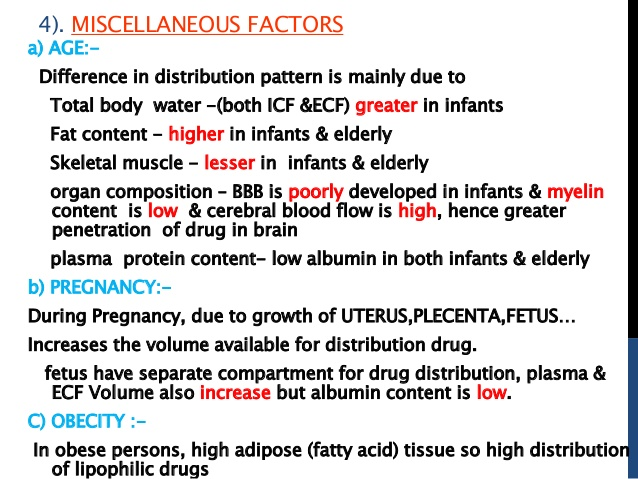 4). MISCELLANEOUS FACTORS
a) AGE:-
Difference in distribution pattern is mainly due to
Total body water -(both ICF &ECF) greater in infants
Fat content - higher in infants & elderly
Skeletal muscle - lesser in infants & elderly
organ composition – BBB is poorly developed in infants & myelin
content is low & cerebral blood flow is high, hence greater
penetration of drug in brain
plasma protein content- low albumin in both infants & elderly
b) PREGNANCY:-
During Pregnancy, due to growth of UTERUS,PLECENTA,FETUS...
Increases the volume available for distribution drug.
fetus have separate compartment for drug distribution, plasma &
ECF Volume also increase but albumin content is low.
C) OBECITY :-
In obese persons, high adipose (fatty acid) tissue so high distribution
of lipophilic drugs